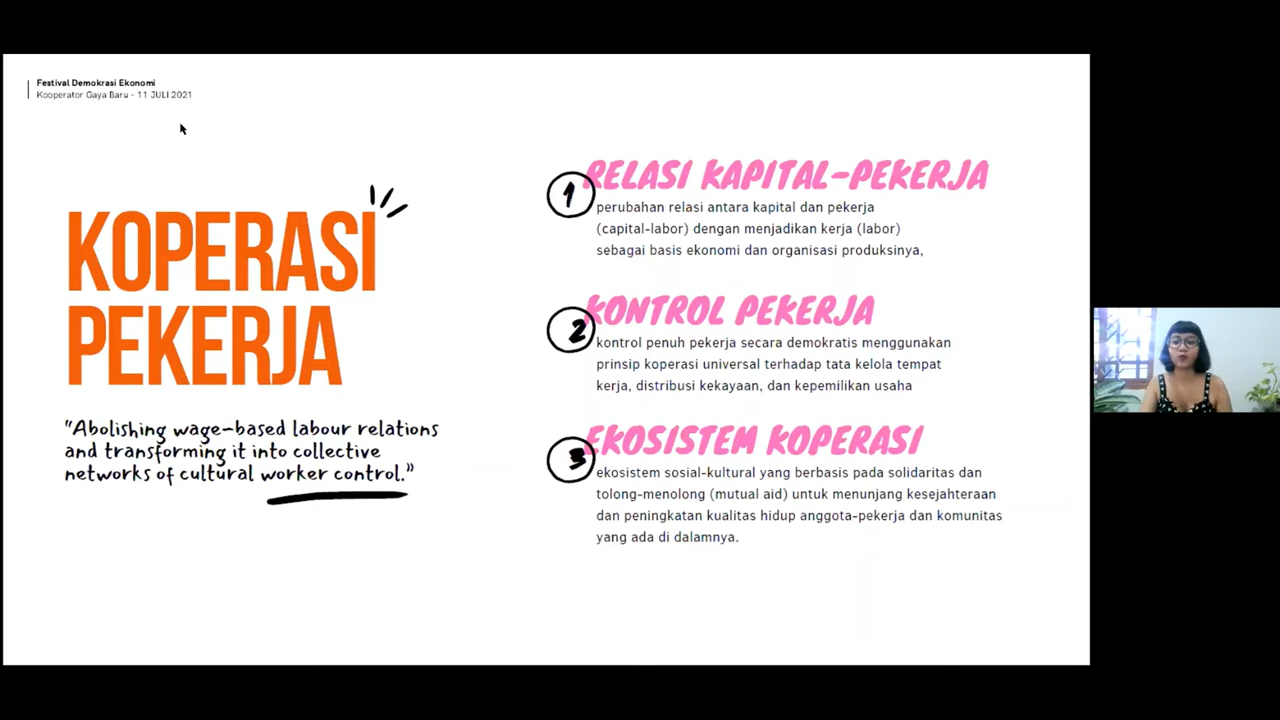 Festival Demokrasi Ekonomi
Kooperator Gaya Baru - 11 JULI 2021
KOPERASI
PEKERJA
"Abolishing wage-based labour relations
and transforming it into collective
networks of cultural worker control."
1
RELASI KAPITAL-PEKERJA
perubahan relasi antara kapital dan pekerja
(capital-labor) dengan menjadikan kerja (labor)
sebagai basis ekonomi dan organisasi produksinya,
2
KONTROL PEKERJA
kontrol penuh pekerja secara demokratis menggunakan
prinsip koperasi universal terhadap tata kelola tempat
kerja, distribusi kekayaan, dan kepemilikan usaha
3
EKOSISTEM KOPERASI
ekosistem sosial-kultural yang berbasis pada solidaritas dan
tolong-menolong (mutual aid) untuk menunjang kesejahteraan
dan peningkatan kualitas hidup anggota-pekerja dan komunitas
yang ada di dalamnya.